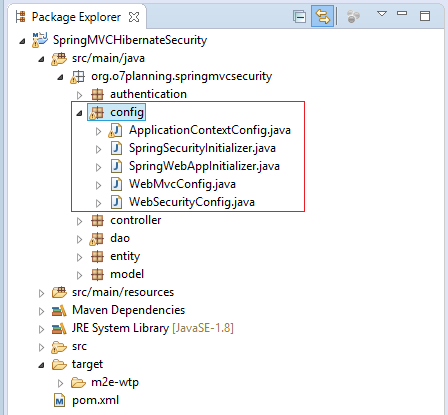 Package Explorer
SpringMVCHibernateSecurity
src/main/java
org.o7planning.springmvcsecurity
authentication
config
ApplicationContextConfig.java
SpringSecurityInitializer.java
SpringWebAppInitializer.java
WebMvcConfig.java
WebSecurityConfig.java
controller
dao
entity
model
src/main/resources
Maven Dependencies
JRE System Library [JavaSE-1.8]
src
target
m2e-wtp
pom.xml